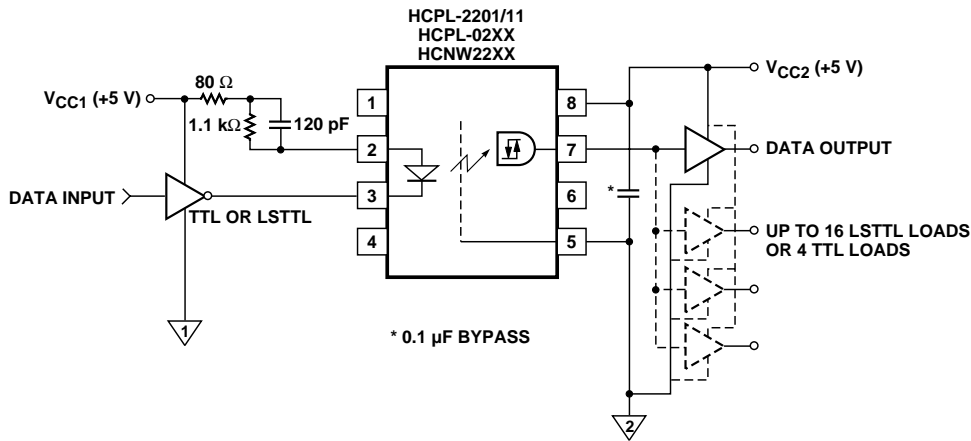 HCPL-2201/11
HCPL-02XX
HCNW22XX
80 Ω
VCC1 (+5 V)
1.1 kΩ
120 pF
1
2
3
4
8
7
6
5
VCC2 (+5 V)
DATA OUTPUT
DATA INPUT
TTL OR LSTTL
*
UP TO 16 LSTTL LOADS
OR 4 TTL LOADS
1
* 0.1 µF BYPASS
2